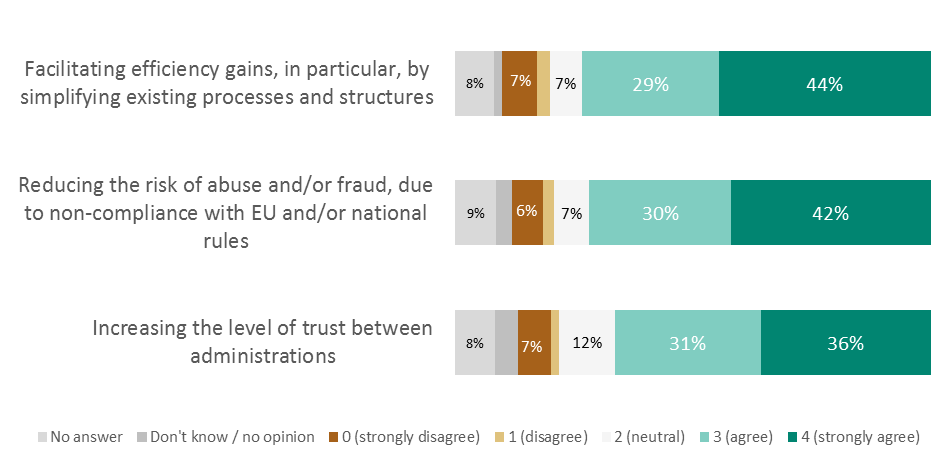 Facilitating efficiency gains, in particular, by
simplifying existing processes and structures
8% 7% 7% 29% 44%
Reducing the risk of abuse and/or fraud, due
to non-compliance with EU and/or national
rules
9% 6% 7% 30% 42%
Increasing the level of trust between
administrations
8% 7% 12% 31% 36%
No answer Don't know / no opinion 0 (strongly disagree) 1 (disagree) 2 (neutral) 3 (agree) 4 (strongly agree)